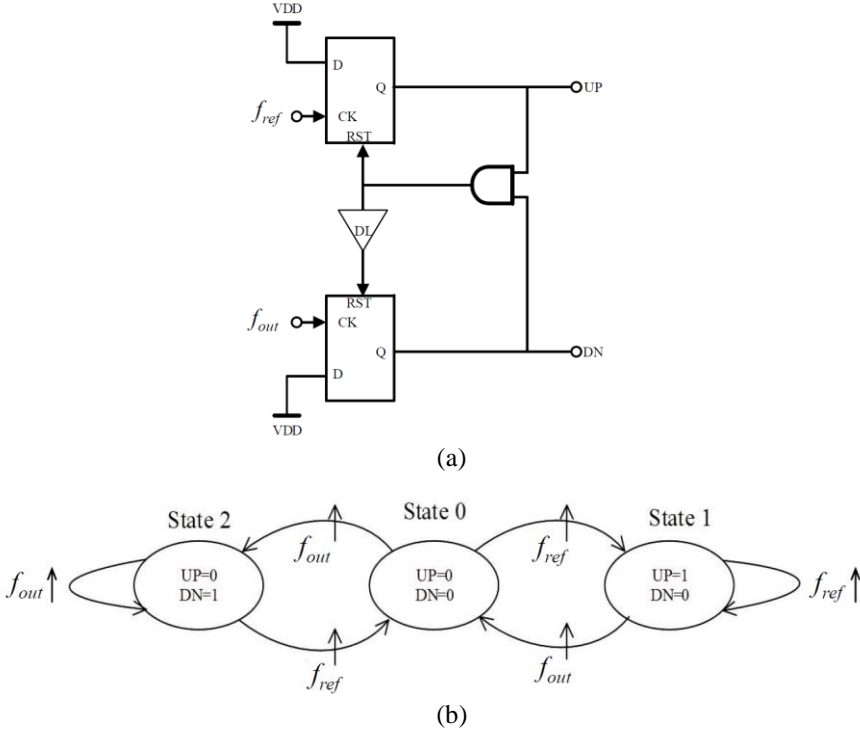 VDD
D
Q
UP
f_ref
CK
RST
DL
RST
f_out
CK
Q
DN
D
VDD
(a)
State 2
State 0
State 1
f_out
UP=0
DN=1
f_out
f_ref
UP=0
DN=0
f_ref
f_out
UP=1
DN=0
f_ref
(b)